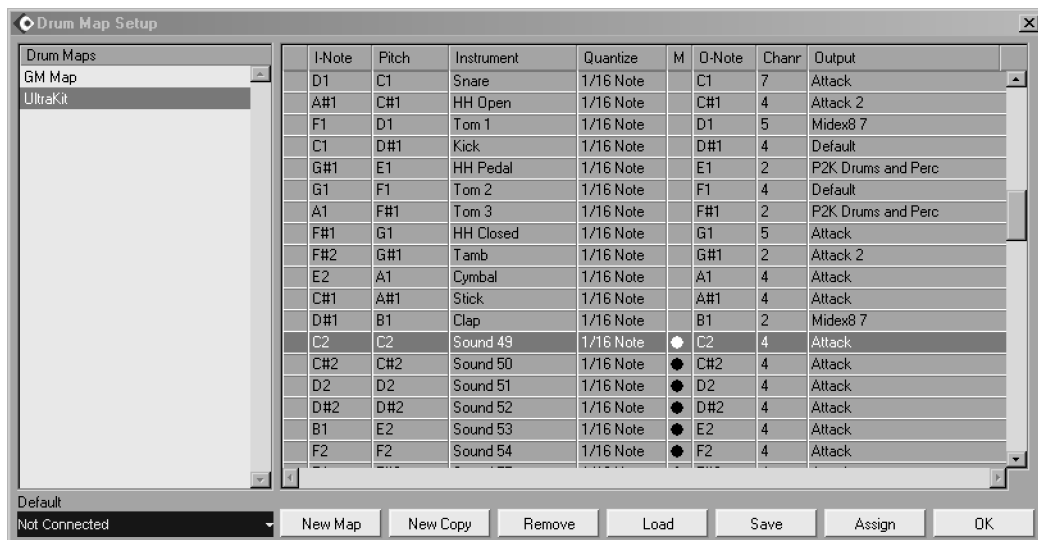 Drum Map Setup
Drum Maps
GM Map
UltraKit
I-Note Pitch Instrument Quantize M O-Note Chanr Output
D1 C1 Snare 1/16 Note C1 7 Attack
A#1 C#1 HH Open 1/16 Note C#1 4 Attack 2
F1 D1 Tom 1 1/16 Note D1 5 Midex8 7
C1 D#1 Kick 1/16 Note D#1 4 Default
G#1 E1 HH Pedal 1/16 Note E1 2 P2K Drums and Perc
G1 F1 Tom 2 1/16 Note F1 4 Default
A1 F#1 Tom 3 1/16 Note F#1 2 P2K Drums and Perc
F#1 G1 HH Closed 1/16 Note G1 5 Attack
F#2 G#1 Tamb 1/16 Note G#1 2 Attack 2
E2 A1 Cymbal 1/16 Note A1 4 Attack
C#1 A#1 Stick 1/16 Note A#1 4 Attack
D#1 B1 Clap 1/16 Note B1 2 Midex8 7
C2 C2 Sound 49 1/16 Note C2 4 Attack
C#2 C#2 Sound 50 1/16 Note C#2 4 Attack
D2 D2 Sound 51 1/16 Note D2 4 Attack
D#2 D#2 Sound 52 1/16 Note D#2 4 Attack
B1 E2 Sound 53 1/16 Note E2 4 Attack
F2 F2 Sound 54 1/16 Note F2 4 Attack
Default
Not Connected
New Map New Copy Remove Load Save Assign OK